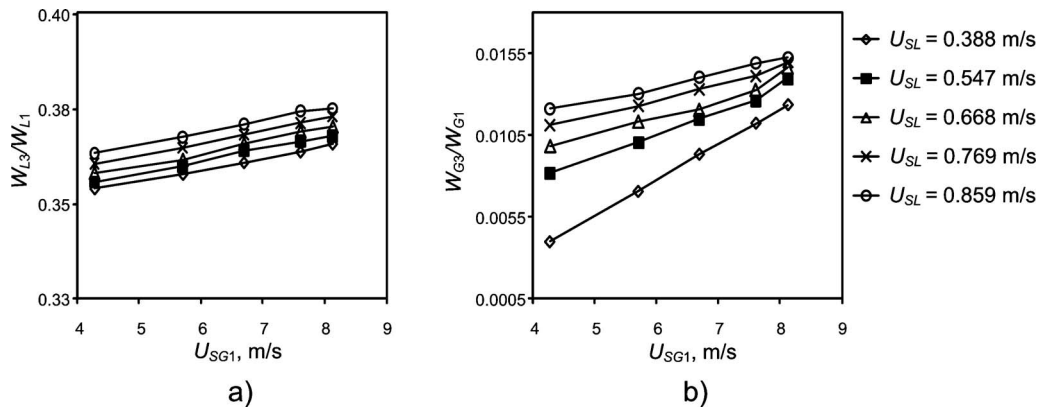 0.40
0.38
0.35
0.33
W_L3/W_L1
4 5 6 7 8 9
U_SG1, m/s
a)
0.0155
0.0105
0.0055
0.0005
W_G3/W_G1
4 5 6 7 8 9
U_SG1, m/s
b)
U_SL = 0.388 m/s
U_SL = 0.547 m/s
U_SL = 0.668 m/s
U_SL = 0.769 m/s
U_SL = 0.859 m/s